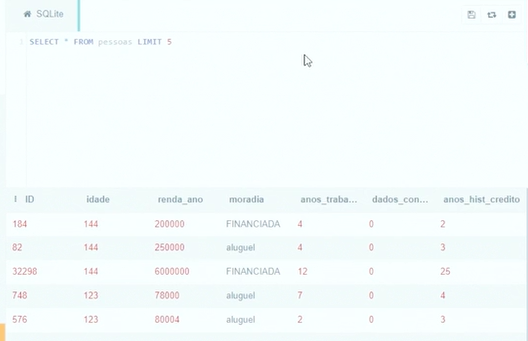 SQLite
1 SELECT * FROM pessoas LIMIT 5
! ID idade renda_ano moradia anos_traba... dados_con... anos_hist_credito
184 144 200000 FINANCIADA 4 0 2
82 144 250000 aluguel 4 0 3
32298 144 6000000 FINANCIADA 12 0 25
748 123 78000 aluguel 7 0 4
576 123 80004 aluguel 2 0 3